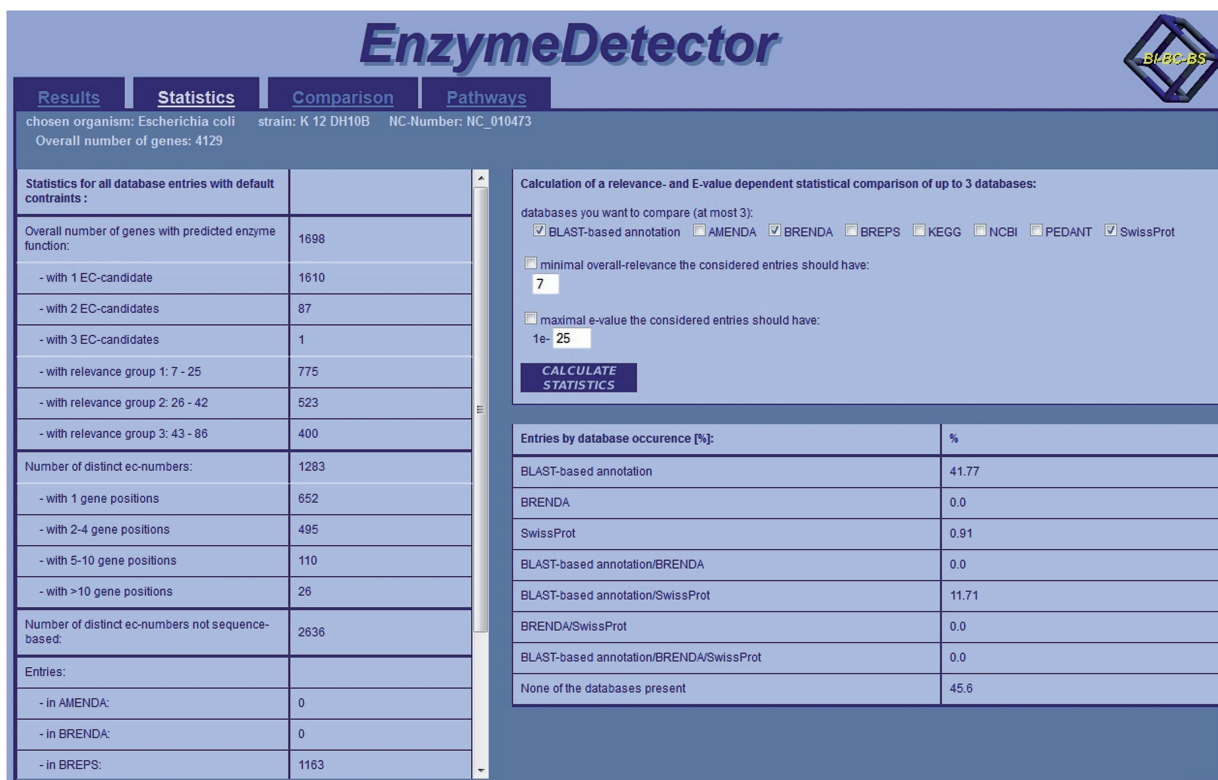 EnzymeDetector
BI-BC-BS
Results Statistics Comparison Pathways
chosen organism: Escherichia coli strain: K 12 DH10B NC-Number: NC_010473
Overall number of genes: 4129
Statistics for all database entries with default
contraints :
Overall number of genes with predicted enzyme
function: 1698
- with 1 EC-candidate 1610
- with 2 EC-candidates 87
- with 3 EC-candidates 1
- with relevance group 1: 7 - 25 775
- with relevance group 2: 26 - 42 523
- with relevance group 3: 43 - 86 400
Number of distinct ec-numbers: 1283
- with 1 gene positions 652
- with 2-4 gene positions 495
- with 5-10 gene positions 110
- with >10 gene positions 26
Number of distinct ec-numbers not sequence-
based: 2636
Entries:
- in AMENDA: 0
- in BRENDA: 0
- in BREPS: 1163
Calculation of a relevance- and E-value dependent statistical comparison of up to 3 databases:
databases you want to compare (at most 3):
BLAST-based annotation AMENDA BRENDA BREPS KEGG NCBI PEDANT SwissProt
minimal overall-relevance the considered entries should have:
7
maximal e-value the considered entries should have:
1e- 25
CALCULATE
STATISTICS
Entries by database occurence [%]: %
BLAST-based annotation 41.77
BRENDA 0.0
SwissProt 0.91
BLAST-based annotation/BRENDA 0.0
BLAST-based annotation/SwissProt 11.71
BRENDA/SwissProt 0.0
BLAST-based annotation/BRENDA/SwissProt 0.0
None of the databases present 45.6